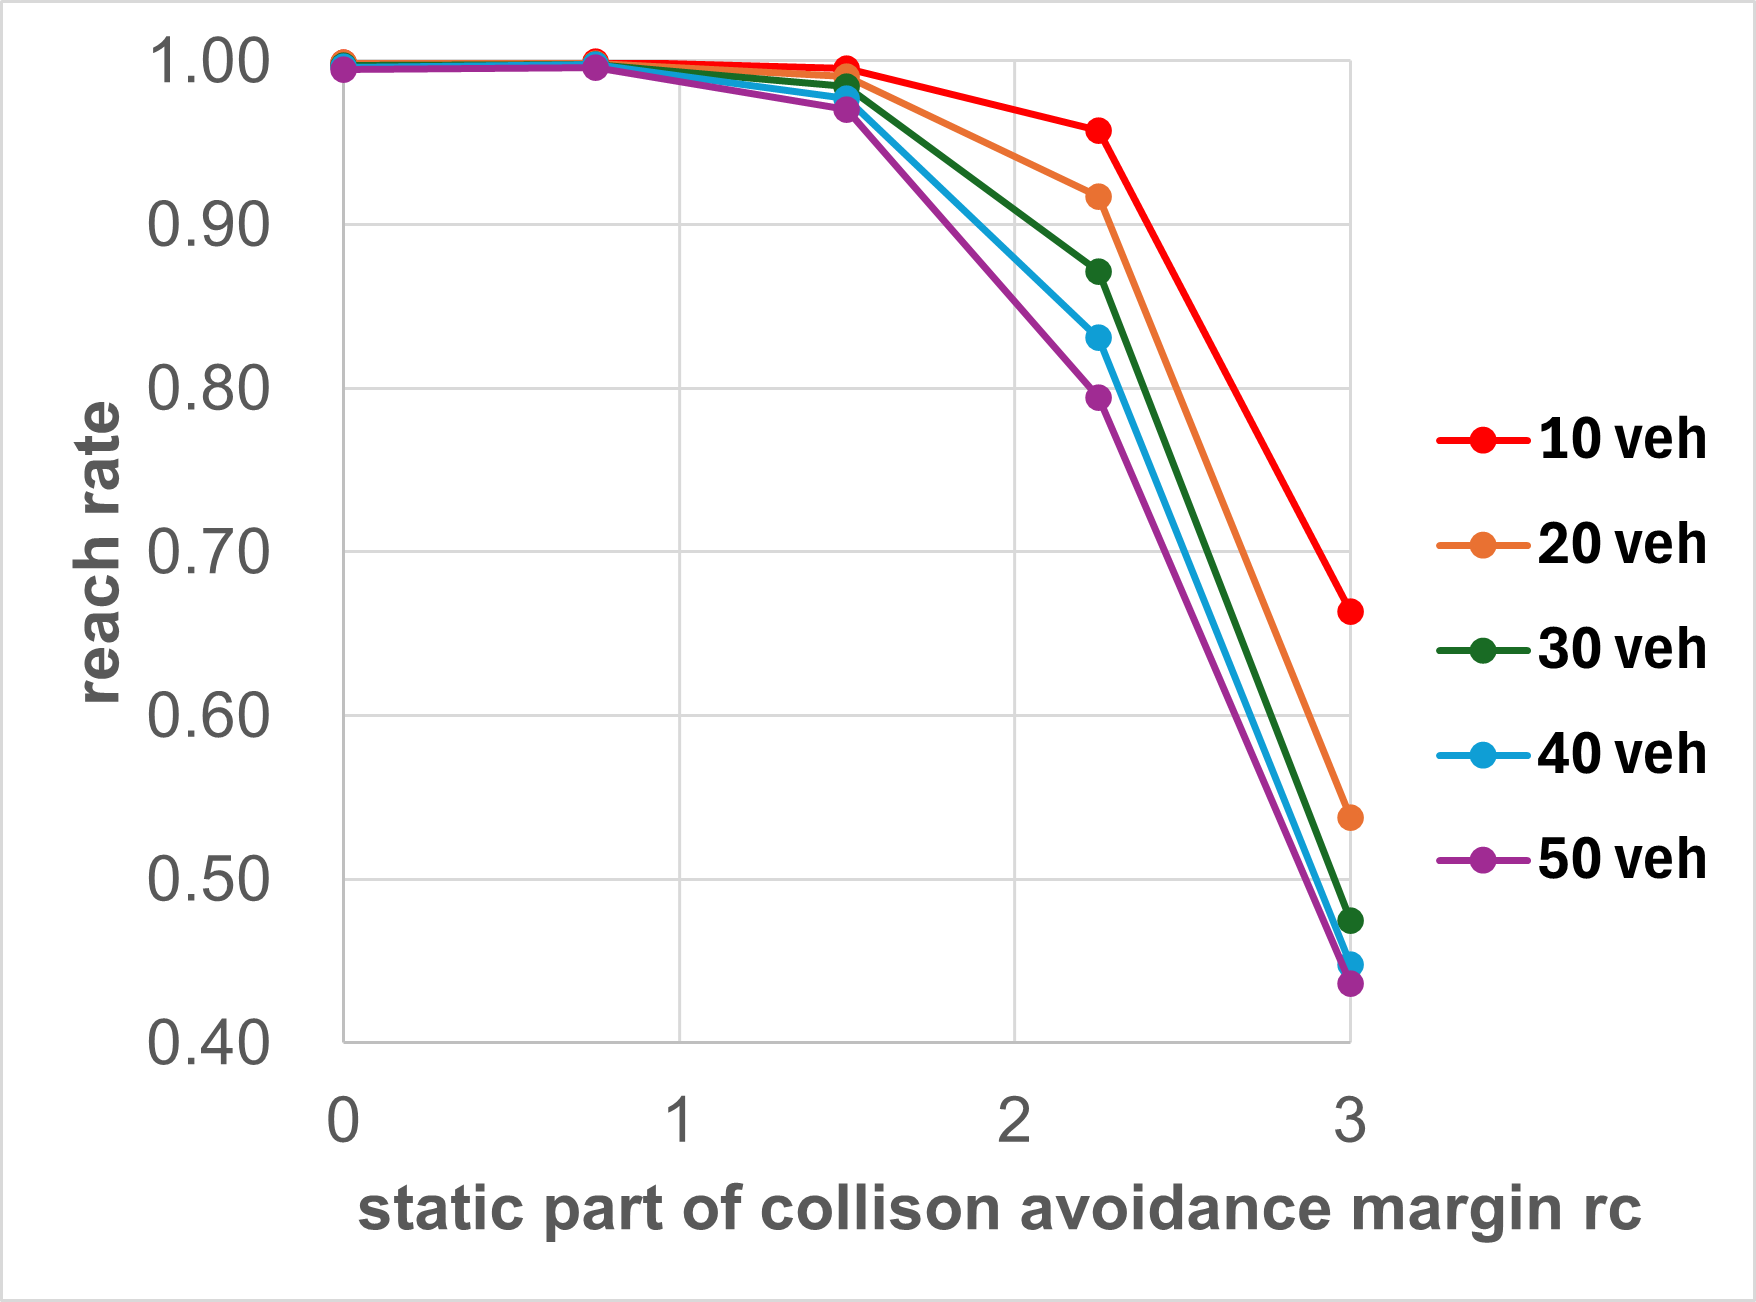 1.00
0.90
0.80
0.70
0.60
0.50
0.40
reach rate
0 1 2 3
static part of collison avoidance margin rc
10 veh
20 veh
30 veh
40 veh
50 veh